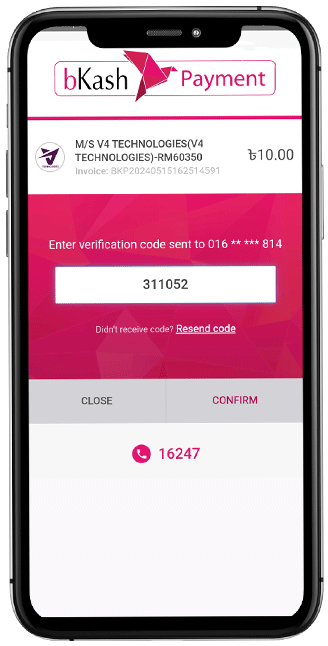 bKash Payment
M/S V4 TECHNOLOGIES(V4
TECHNOLOGIES)-RM60350
৳10.00
Invoice: BKP20240515162514591
Enter verification code sent to 016 ** *** 814
311052
Didn't receive code? Resend code
CLOSE
CONFIRM
16247